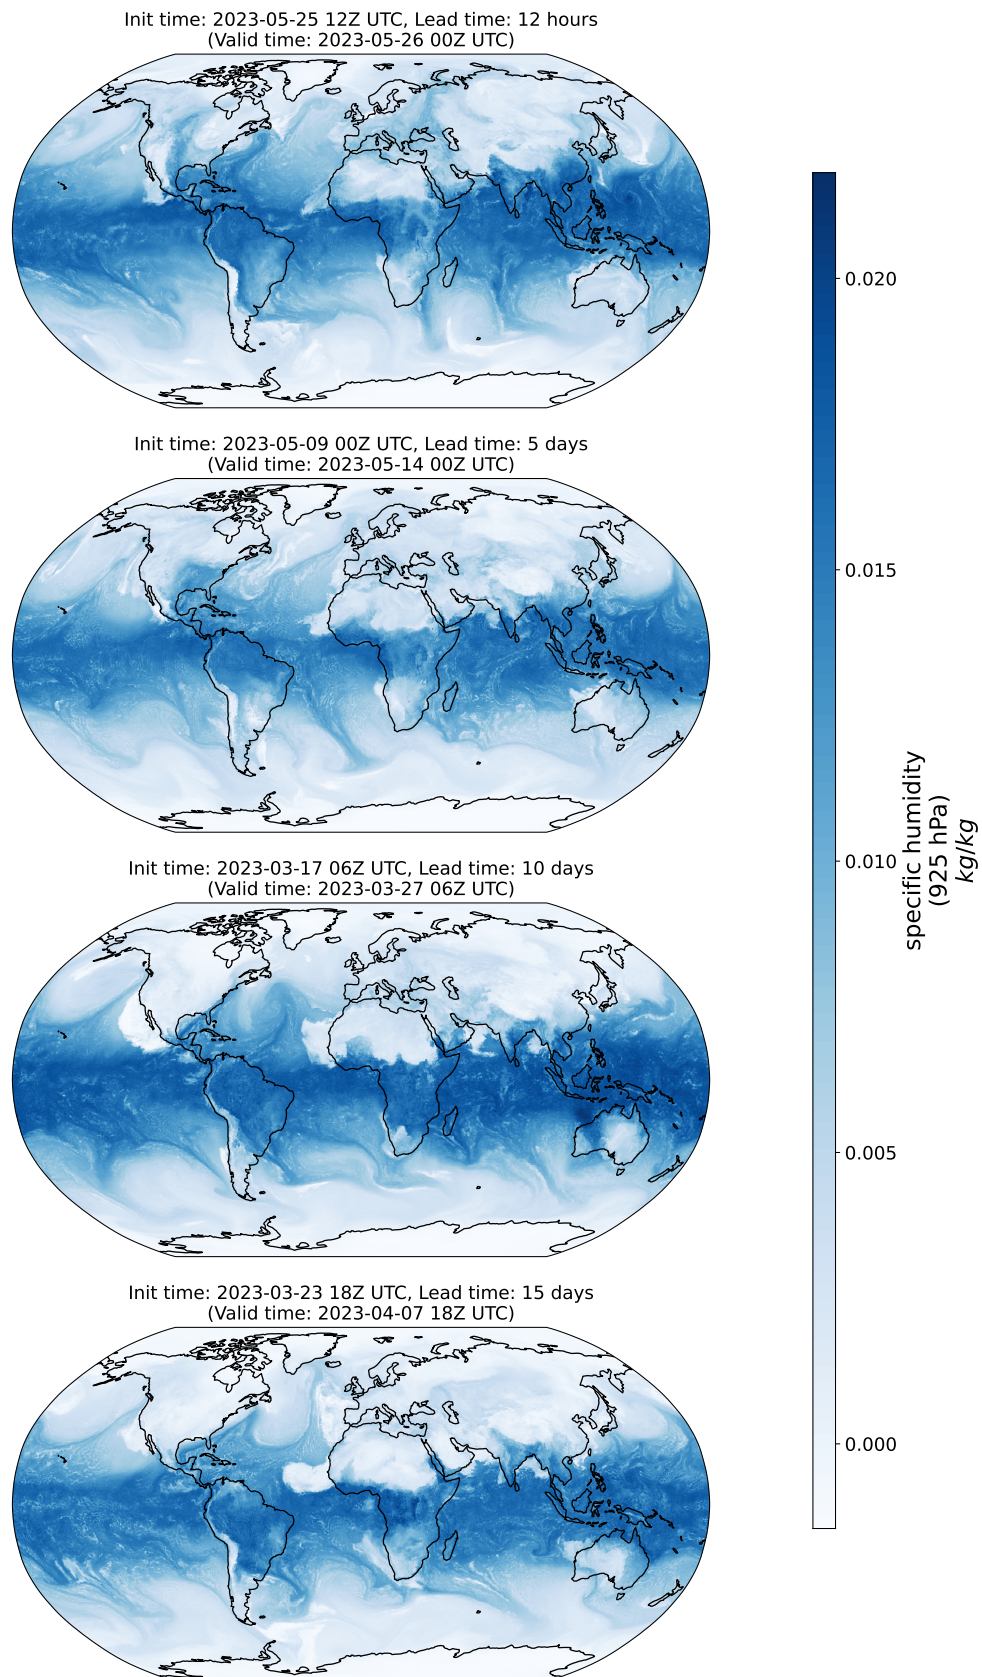 Init time: 2023-05-25 12Z UTC, Lead time: 12 hours
(Valid time: 2023-05-26 00Z UTC)
Init time: 2023-05-09 00Z UTC, Lead time: 5 days
(Valid time: 2023-05-14 00Z UTC)
Init time: 2023-03-17 06Z UTC, Lead time: 10 days
(Valid time: 2023-03-27 06Z UTC)
Init time: 2023-03-23 18Z UTC, Lead time: 15 days
(Valid time: 2023-04-07 18Z UTC)
0.020
0.015
0.010
0.005
0.000
specific humidity
(925 hPa)
kg/kg